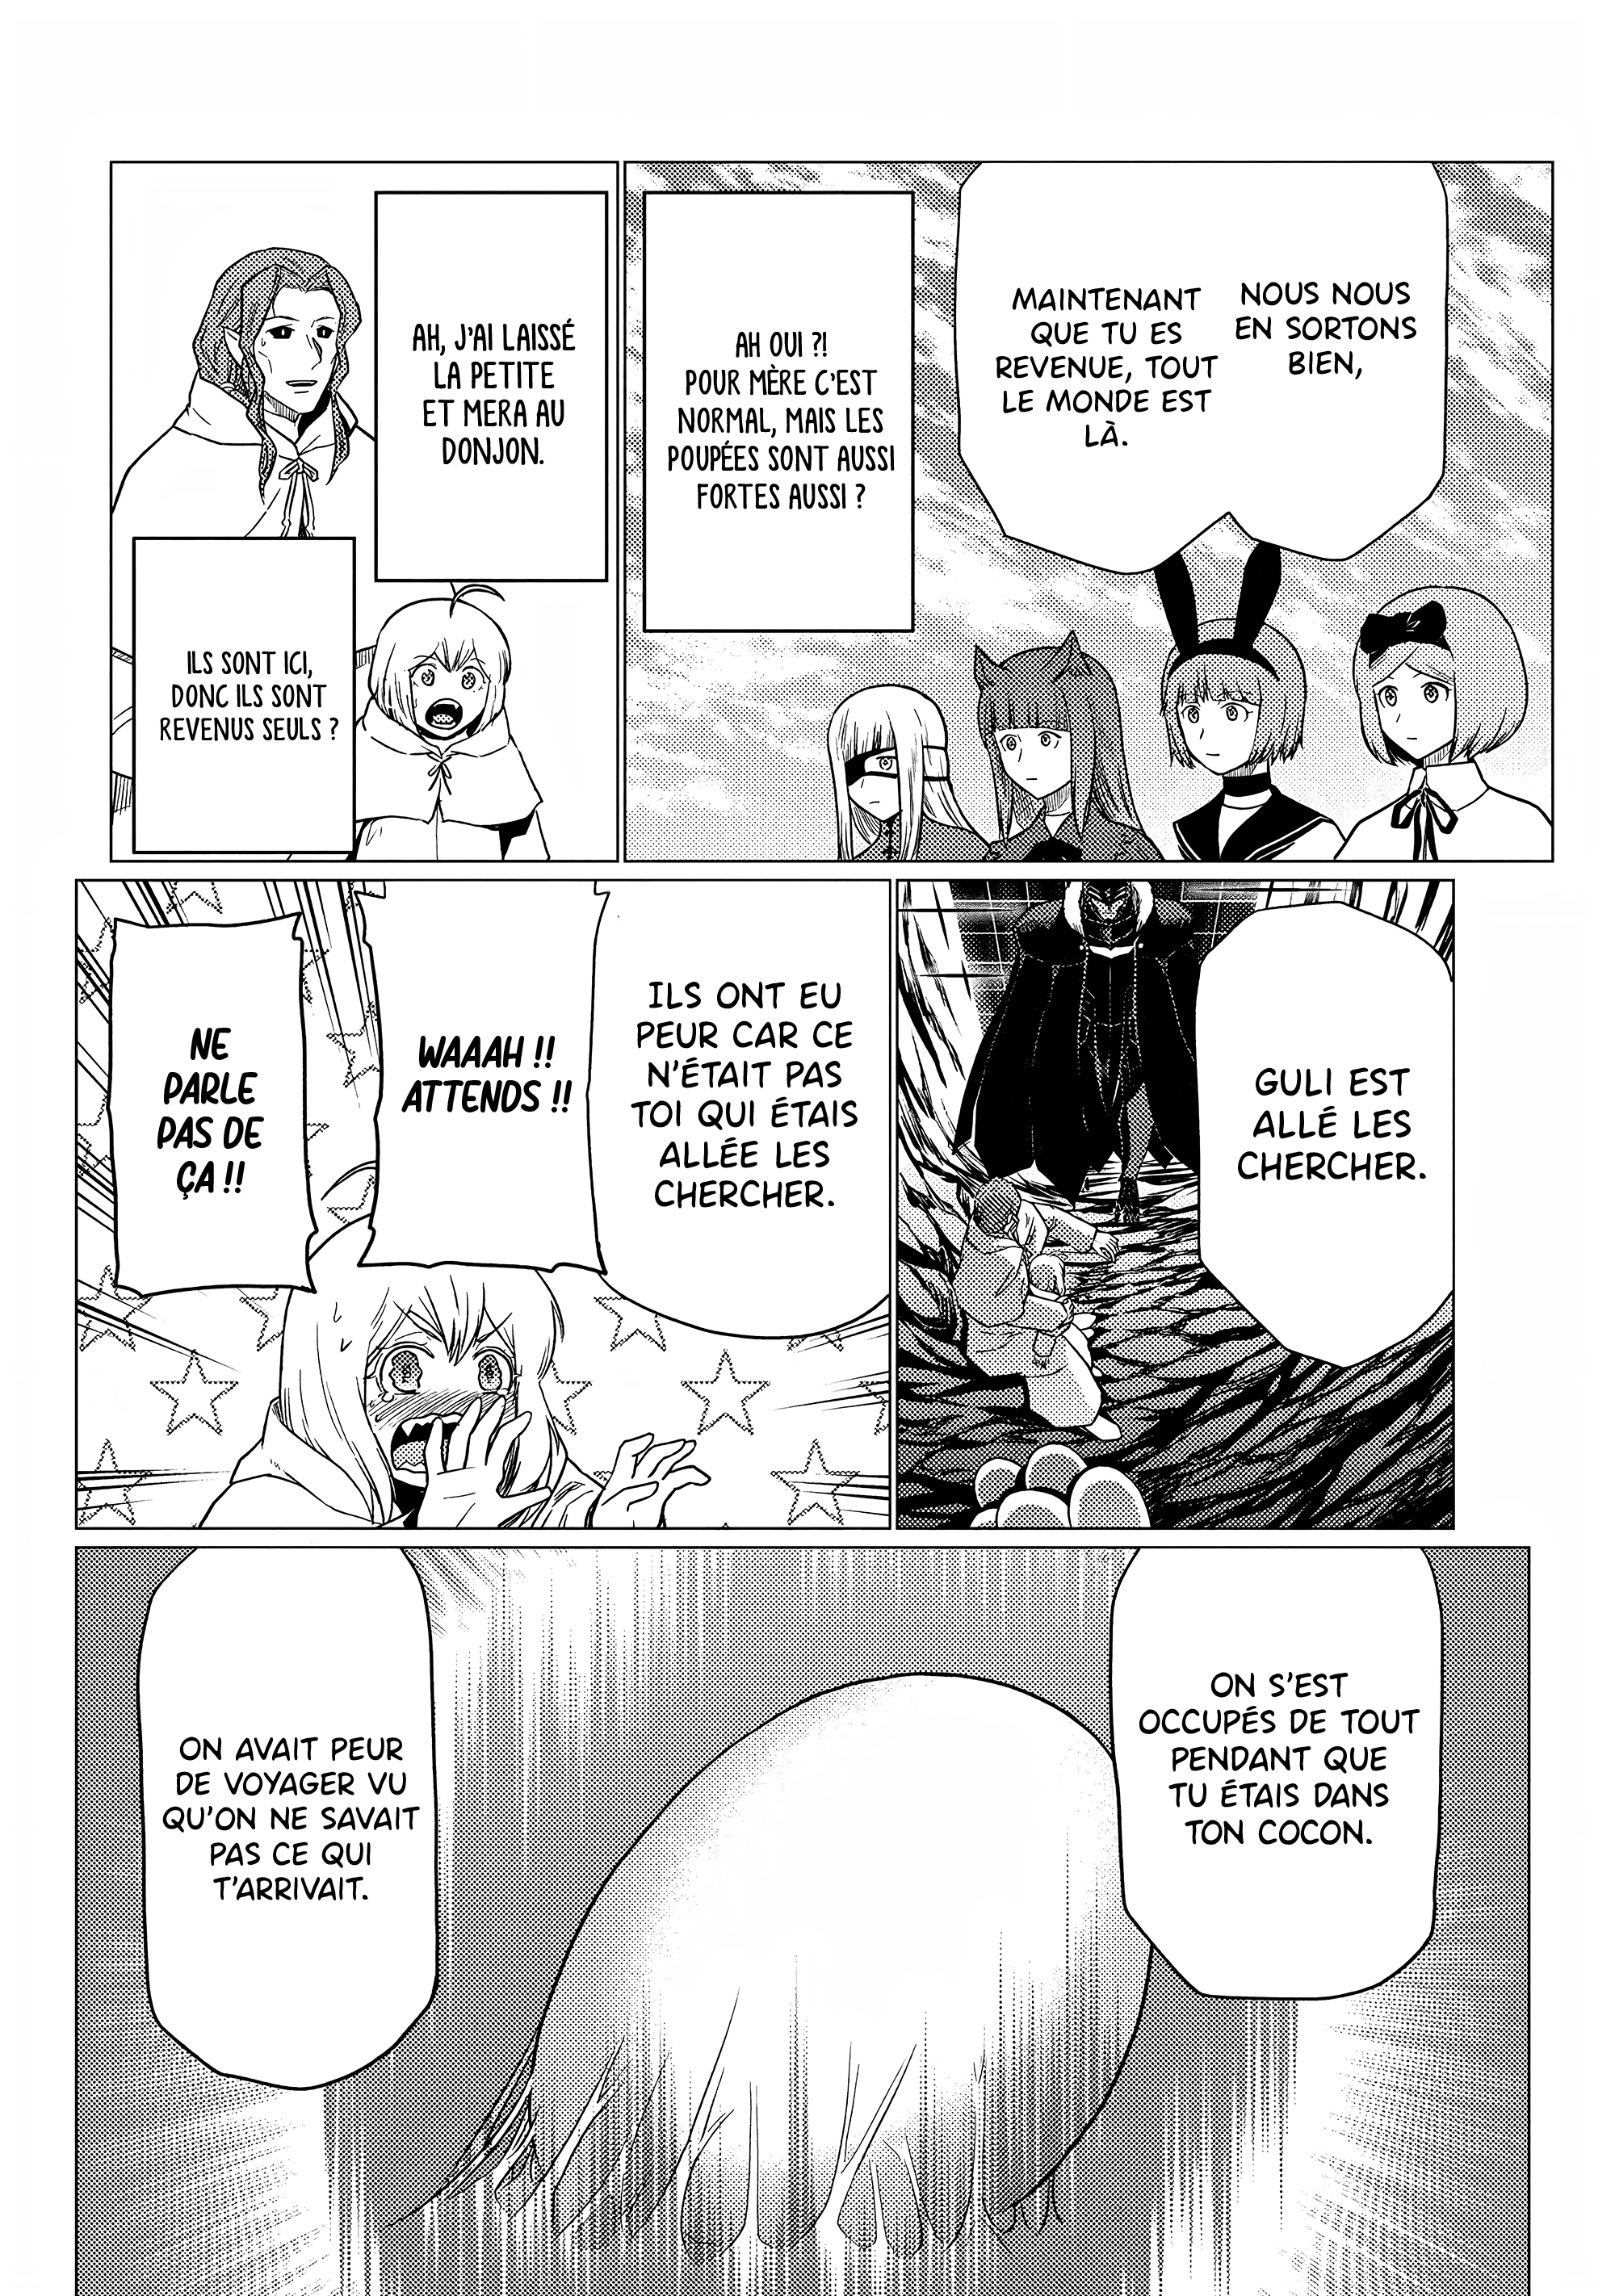 NOUS NOUS
EN SORTONS
BIEN,
MAINTENANT
QUE TU ES
REVENUE, TOUT
LE MONDE EST
LÀ.
AH OUI ?!
POUR MÈRE C'EST
NORMAL, MAIS LES
POUPÉES SONT AUSSI
FORTES AUSSI ?
AH, J'AI LAISSÉ
LA PETITE
ET MERA AU
DONJON.
ILS SONT ICI,
DONC ILS SONT
REVENUS SEULS ?
GULI EST
ALLÉ LES
CHERCHER.
ILS ONT EU
PEUR CAR CE
N'ÉTAIT PAS
TOI QUI ÉTAIS
ALLÉE LES
CHERCHER.
WAAAH !!
ATTENDS !!
NE
PARLE
PAS DE
ÇA !!
ON S'EST
OCCUPÉS DE TOUT
PENDANT QUE
TU ÉTAIS DANS
TON COCON.
ON AVAIT PEUR
DE VOYAGER VU
QU'ON NE SAVAIT
PAS CE QUI
T'ARRIVAIT.